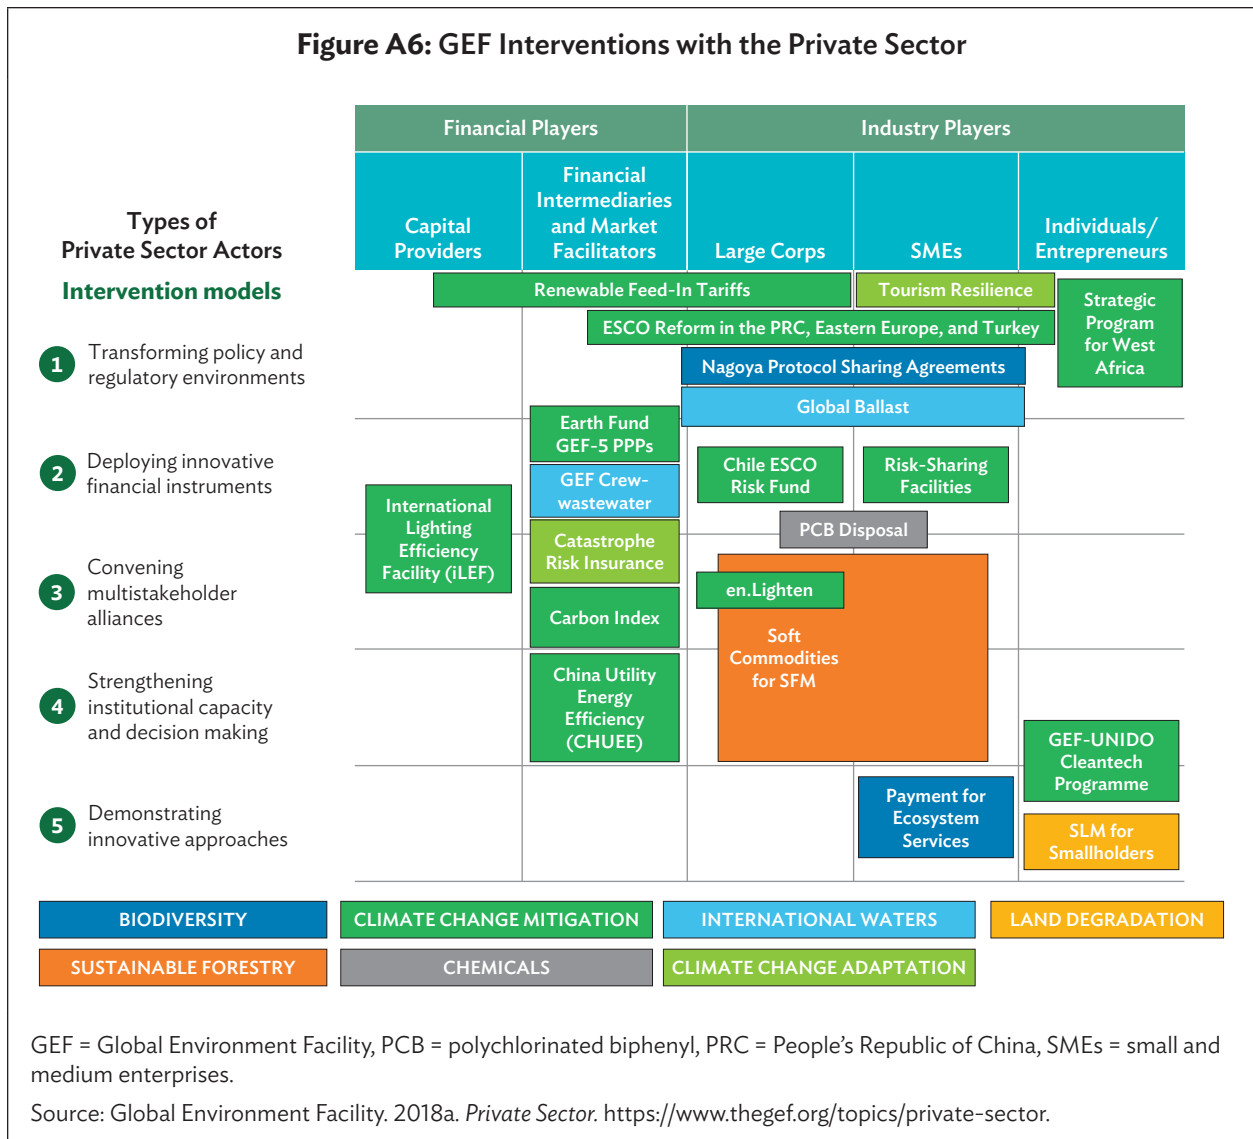 Figure A6: GEF Interventions with the Private Sector
Financial Players
Industry Players
Types of
Private Sector Actors
Capital
Providers
Financial
Intermediaries
and Market
Facilitators
Large Corps
SMEs
Individuals/
Entrepreneurs
Intervention models
Renewable Feed-In Tariffs
Tourism Resilience
Strategic
Program
for West
Africa
ESCO Reform in the PRC, Eastern Europe, and Turkey
1
Transforming policy and
regulatory environments
Nagoya Protocol Sharing Agreements
Global Ballast
Earth Fund
GEF-5 PPPs
2
Deploying innovative
financial instruments
GEF Crew-
wastewater
Chile ESCO
Risk Fund
Risk-Sharing
Facilities
International
Lighting
Efficiency
Facility (iLEF)
PCB Disposal
Catastrophe
Risk Insurance
3
Convening
multistakeholder
alliances
en.Lighten
Carbon Index
Soft
Commodities
for SFM
4
Strengthening
institutional capacity
and decision making
China Utility
Energy
Efficiency
(CHUEE)
GEF-UNIDO
Cleantech
Programme
5
Demonstrating
innovative approaches
Payment for
Ecosystem
Services
SLM for
Smallholders
BIODIVERSITY
CLIMATE CHANGE MITIGATION
INTERNATIONAL WATERS
LAND DEGRADATION
SUSTAINABLE FORESTRY
CHEMICALS
CLIMATE CHANGE ADAPTATION
GEF = Global Environment Facility, PCB = polychlorinated biphenyl, PRC = People’s Republic of China, SMEs = small and
medium enterprises.
Source: Global Environment Facility. 2018a. Private Sector. https://www.thegef.org/topics/private-sector.